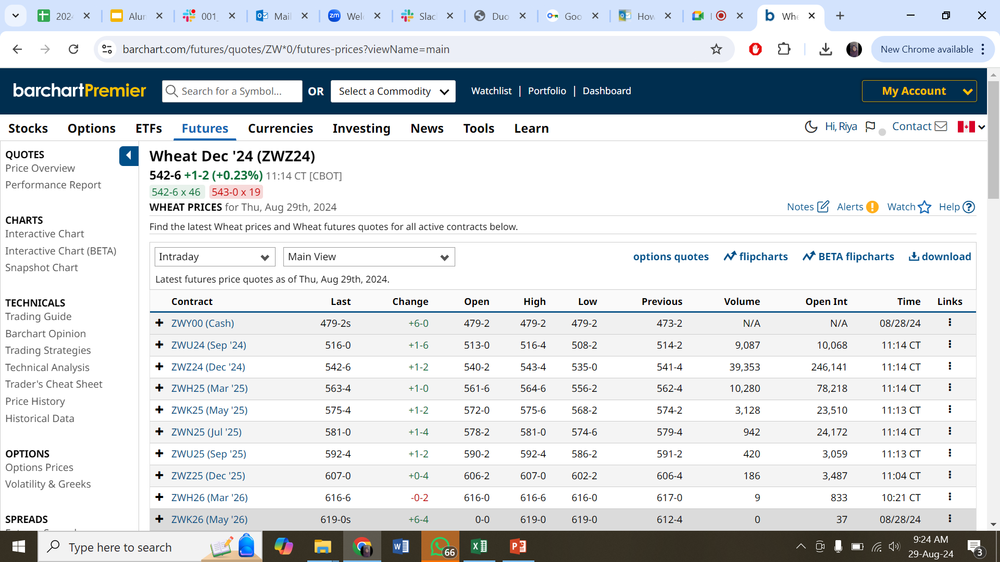 2024
Alur
001_
Mail
zm
Wel
Slac
Duo
Goo
How
Whe
barchart.com/futures/quotes/ZW*0/futures-prices?viewName=main
New Chrome available
barchartPremier
Search for a Symbol...
OR
Select a Commodity
Watchlist | Portfolio | Dashboard
My Account
Stocks Options ETFs Futures Currencies Investing News Tools Learn
Hi, Riya
Contact
QUOTES
Price Overview
Performance Report
CHARTS
Interactive Chart
Interactive Chart (BETA)
Snapshot Chart
TECHNICALS
Trading Guide
Barchart Opinion
Trading Strategies
Technical Analysis
Trader's Cheat Sheet
Price History
Historical Data
OPTIONS
Options Prices
Volatility & Greeks
SPREADS
Wheat Dec '24 (ZWZ24)
542-6 +1-2 (+0.23%) 11:14 CT [CBOT]
542-6 x 46 543-0 x 19
WHEAT PRICES for Thu, Aug 29th, 2024
Notes Alerts Watch Help
Find the latest Wheat prices and Wheat futures quotes for all active contracts below.
Intraday
Main View
options quotes flipcharts BETA flipcharts download
Latest futures price quotes as of Thu, Aug 29th, 2024.
Contract Last Change Open High Low Previous Volume Open Int Time Links
ZWY00 (Cash) 479-2s +6-0 479-2 479-2 479-2 473-2 N/A N/A 08/28/24
ZWU24 (Sep '24) 516-0 +1-6 513-0 516-4 508-2 514-2 9,087 10,068 11:14 CT
ZWZ24 (Dec '24) 542-6 +1-2 540-2 543-4 535-0 541-4 39,353 246,141 11:14 CT
ZWH25 (Mar '25) 563-4 +1-0 561-6 564-6 556-2 562-4 10,280 78,218 11:14 CT
ZWK25 (May '25) 575-4 +1-2 572-0 575-6 568-2 574-2 3,128 23,510 11:13 CT
ZWN25 (Jul '25) 581-0 +1-4 578-2 581-0 574-6 579-4 942 24,172 11:14 CT
ZWU25 (Sep '25) 592-4 +1-2 590-2 592-4 586-2 591-2 420 3,059 11:13 CT
ZWZ25 (Dec '25) 607-0 +0-4 606-2 607-0 602-2 606-4 186 3,487 11:04 CT
ZWH26 (Mar '26) 616-6 -0-2 616-0 616-6 616-0 617-0 9 833 10:21 CT
ZWK26 (May '26) 619-0s +6-4 0-0 619-0 619-0 612-4 0 37 08/28/24
Type here to search
66
9:24 AM
29-Aug-24
3